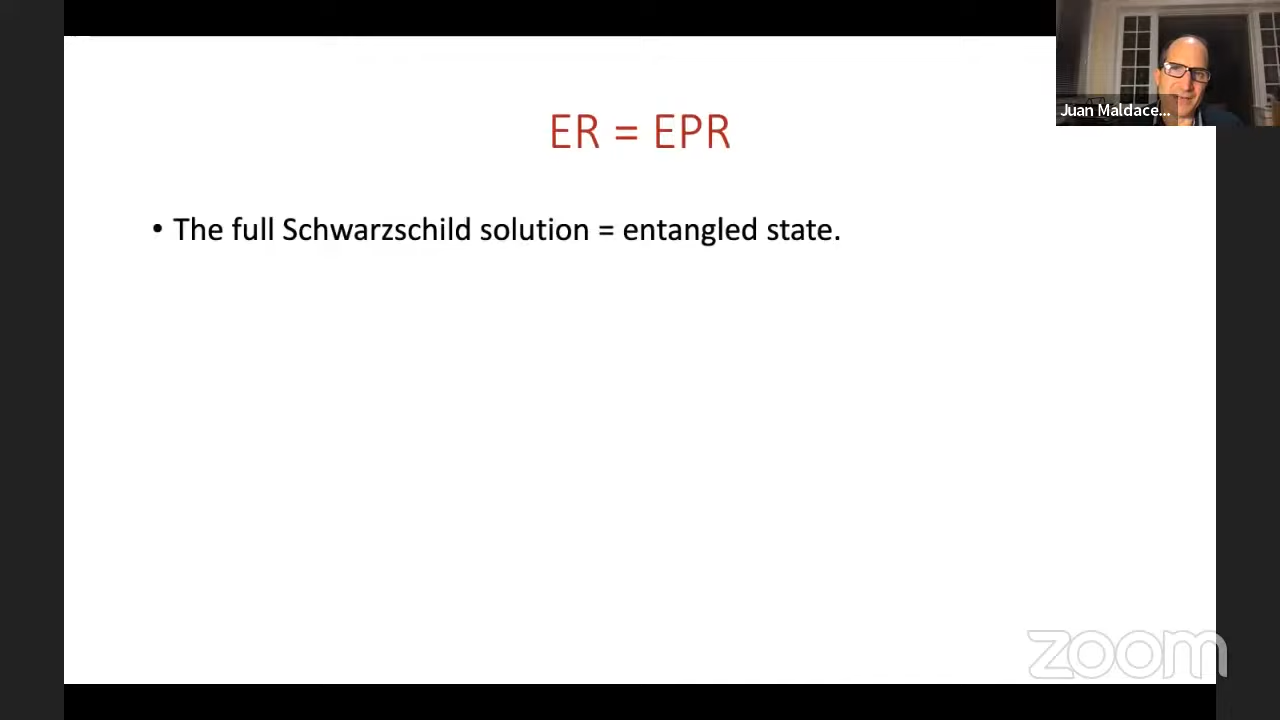 Juan Maldace...
ER = EPR
• The full Schwarzschild solution = entangled state.
zoom